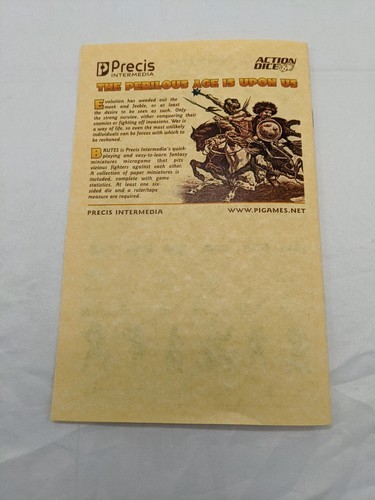 Precis
INTERMEDIA
ACTION
DICE
THE PERILOUS AGE IS UPON US
Evolution has weeded out the
weak and feeble, or at least
the desire to be seen as such. Only
the strong survive, either conquering their
enemies or fighting off invasions. War is
a way of life, so even the most unlikely
individuals can be forces with which to
be reckoned.
BRUTES is Precis Intermedia's quick-
playing and easy-to-learn fantasy
miniatures microgame that pits
vicious fighters against each other.
A collection of paper miniatures is
included, complete with game
statistics. At least one six-
sided die and a ruler/tape
measure are required.
PRECIS INTERMEDIA
WWW.PIGAMES.NET